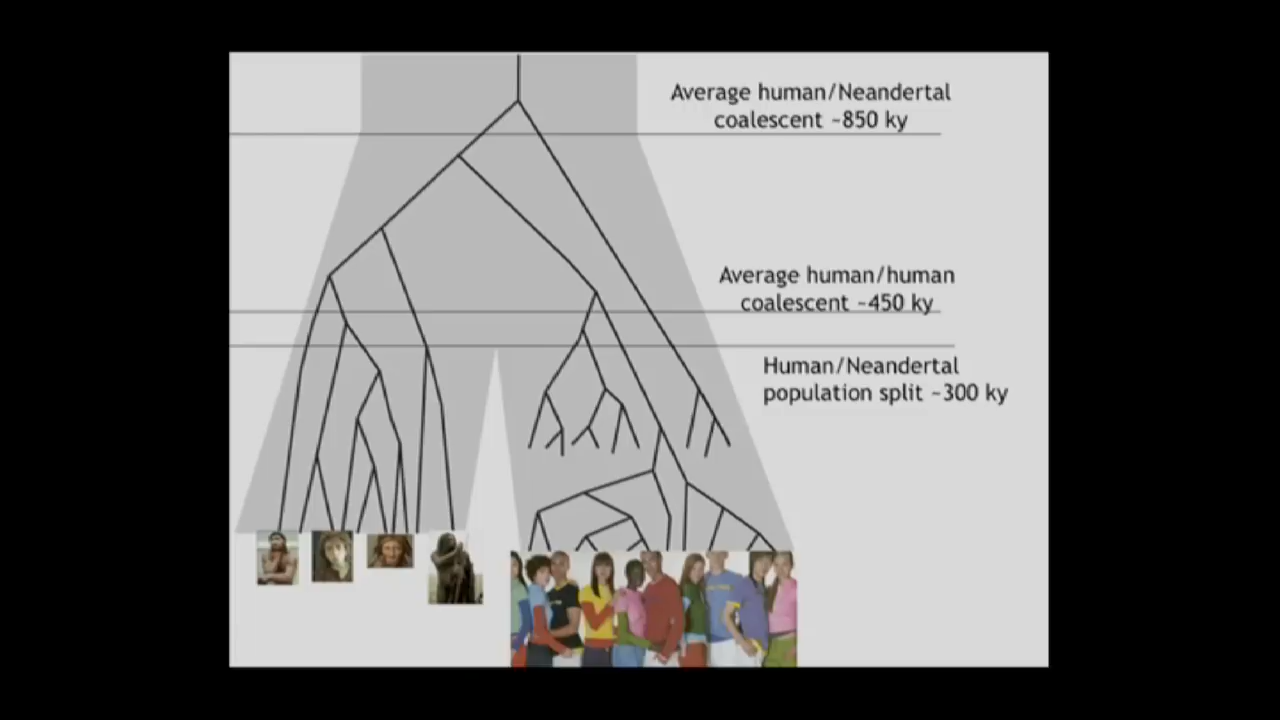 Average human/Neandertal
coalescent ~850 ky
Average human/human
coalescent ~450 ky
Human/Neandertal
population split ~300 ky